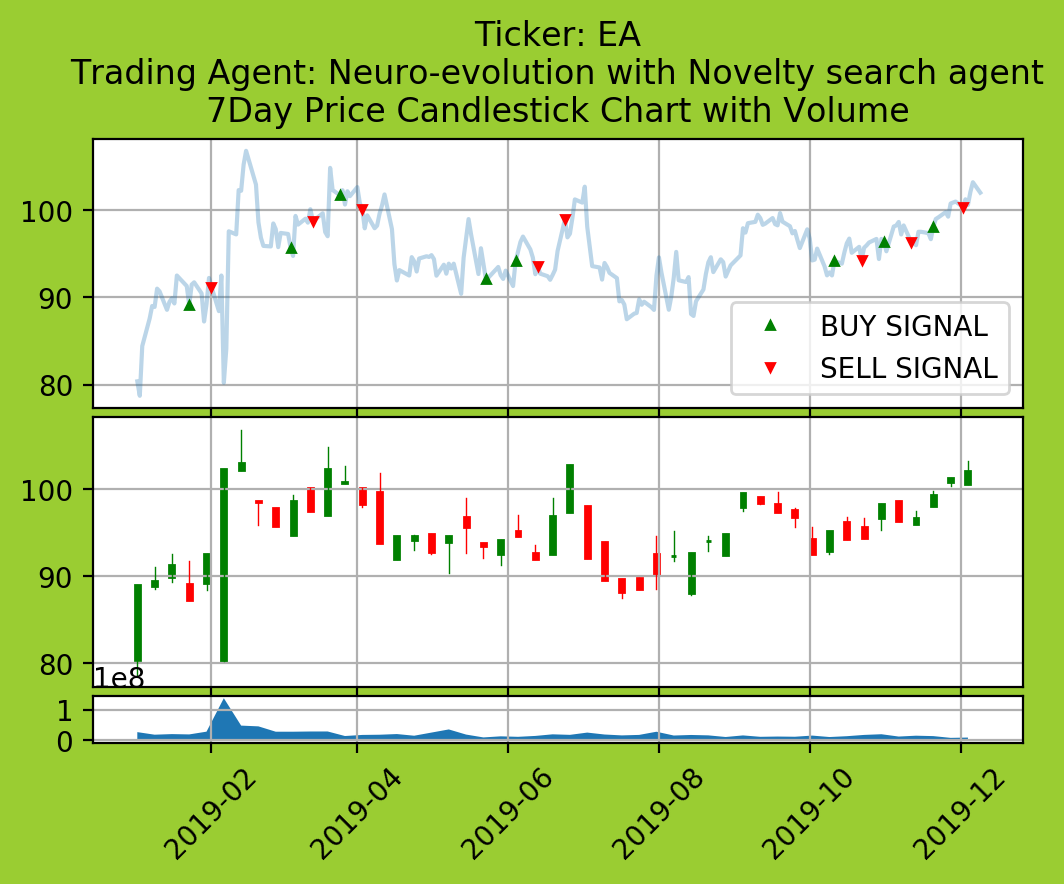 Ticker: EA
Trading Agent: Neuro-evolution with Novelty search agent
7Day Price Candlestick Chart with Volume
100
90
80
BUY SIGNAL
SELL SIGNAL
100
90
80
1e8
1
0
2019-02
2019-04
2019-06
2019-08
2019-10
2019-12